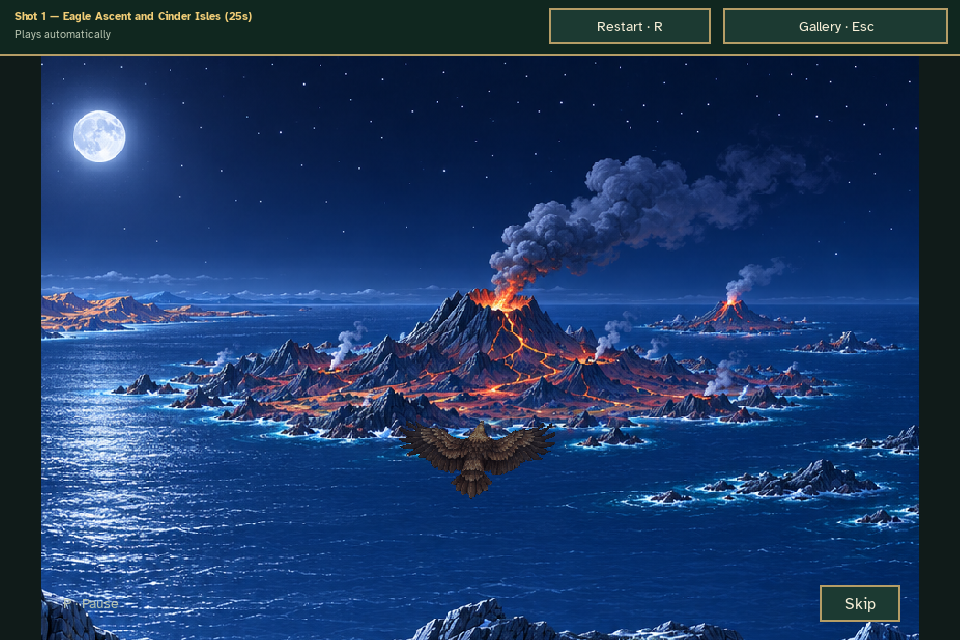 Shot 1 — Eagle Ascent and Cinder Isles (25s)
Plays automatically
Restart · R
Gallery · Esc
Pause
Skip